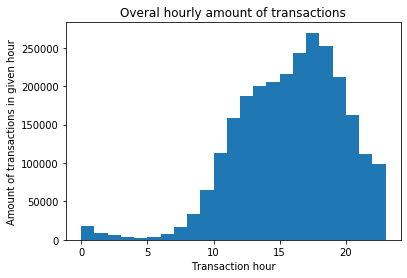 Overal hourly amount of transactions
Amount of transactions in given hour
250000
200000
150000
100000
50000
0
0 5 10 15 20
Transaction hour